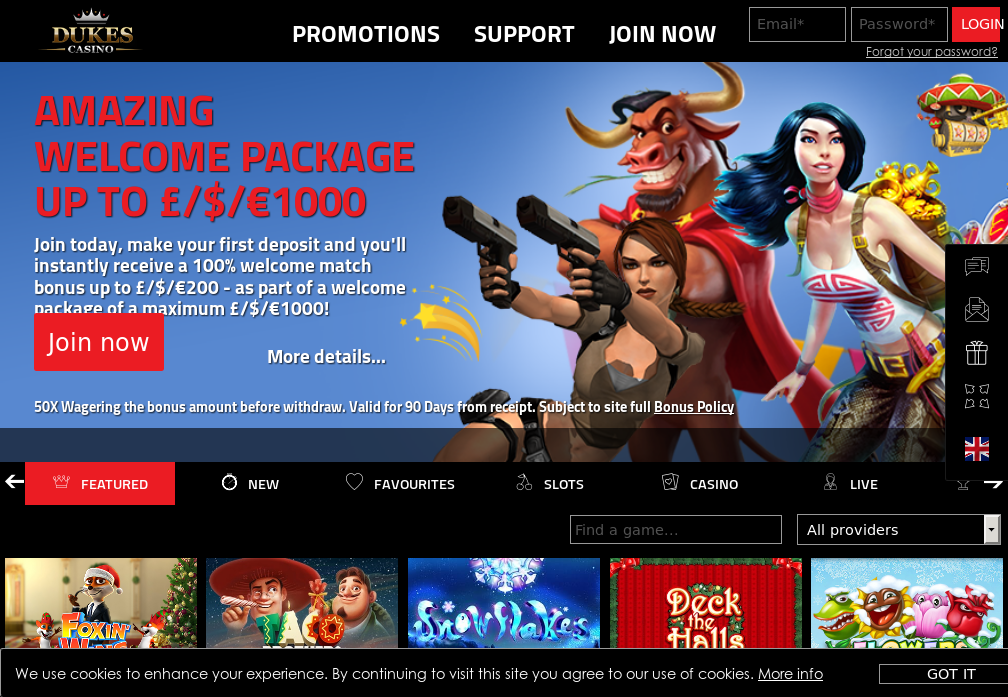 DUKES
CASINO
PROMOTIONS SUPPORT JOIN NOW
Email* Password* LOGIN
Forgot your password?
AMAZING
WELCOME PACKAGE
UP TO £/$/€1000
Join today, make your first deposit and you'll
instantly receive a 100% welcome match
bonus up to £/$/€200 - as part of a welcome
package of a maximum £/$/€1000!
Join now
More details...
50X Wagering the bonus amount before withdraw. Valid for 90 Days from receipt. Subject to site full Bonus Policy
FEATURED NEW FAVOURITES SLOTS CASINO LIVE
Find a game... All providers
FOXIN'
WINS
TACO
BROTHERS
Snowflakes
Deck
the
Halls
FLOWERS
We use cookies to enhance your experience. By continuing to visit this site you agree to our use of cookies. More info GOT IT